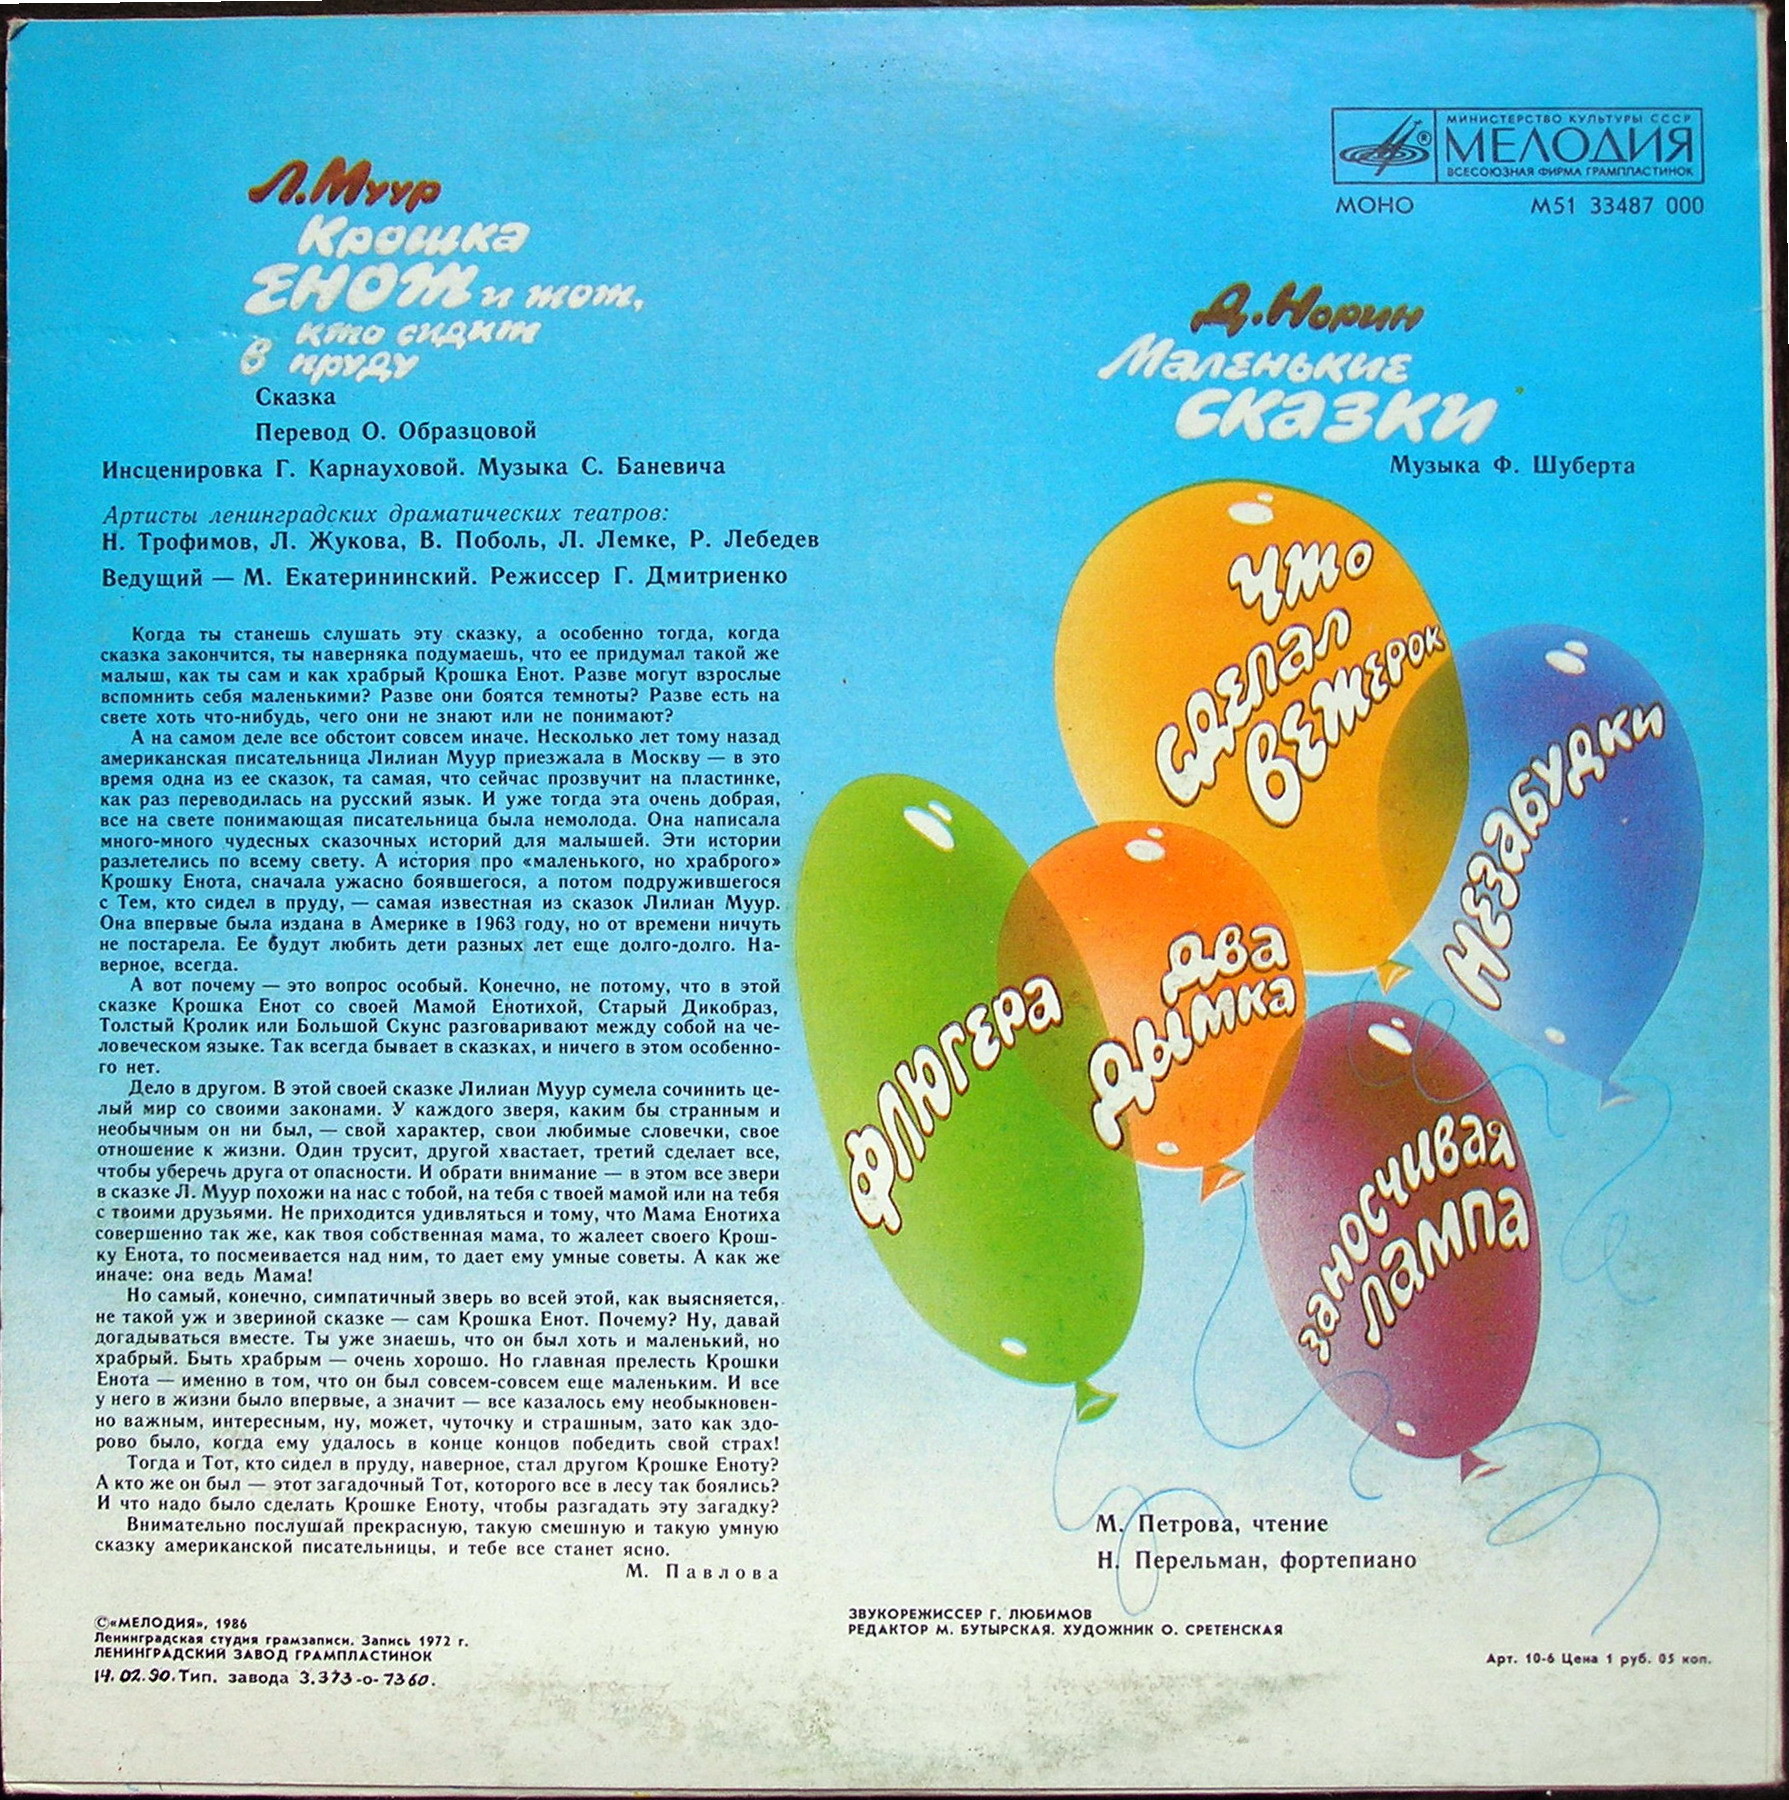 МИНИСТЕРСТВО КУЛЬТУРЫ СССР
МЕЛОДИЯ
ВСЕСОЮЗНАЯ ФИРМА ГРАМПЛАСТИНОК
МОНО М51 33487 000
Л. Муур
Крошка
Енот и тот,
кто сидит
в пруду
Сказка
Перевод О. Образцовой
Инсценировка Г. Карнауховой. Музыка С. Баневича
Артисты ленинградских драматических театров:
Н. Трофимов, Л. Жукова, В. Поболь, Л. Лемке, Р. Лебедев
Ведущий — М. Екатерининский. Режиссер Г. Дмитриенко
Когда ты станешь слушать эту сказку, а особенно тогда, когда
сказка закончится, ты наверняка подумаешь, что ее придумал такой же
малыш, как ты сам и как храбрый Крошка Енот. Разве могут взрослые
вспомнить себя маленькими? Разве они боятся темноты? Разве есть на
свете хоть что-нибудь, чего они не знают или не понимают?
А на самом деле все обстоит совсем иначе. Несколько лет тому назад
американская писательница Лилиан Муур приезжала в Москву — в это
время одна из ее сказок, та самая, что сейчас прозвучит на пластинке,
как раз переводилась на русский язык. И уже тогда эта очень добрая,
все на свете понимающая писательница была немолода. Она написала
много-много чудесных сказочных историй для малышей. Эти истории
разлетелись по всему свету. А история про «маленького, но храброго»
Крошку Енота, сначала ужасно боявшегося, а потом подружившегося
с Тем, кто сидел в пруду, — самая известная из сказок Лилиан Муур.
Она впервые была издана в Америке в 1963 году, но от времени ничуть
не постарела. Ее будут любить дети разных лет еще долго-долго. На-
верное, всегда.
А вот почему — это вопрос особый. Конечно, не потому, что в этой
сказке Крошка Енот со своей Мамой Енотихой, Старый Дикобраз,
Толстый Кролик или Большой Скунс разговаривают между собой на че-
ловеческом языке. Так всегда бывает в сказках, и ничего в этом особенно-
го нет.
Дело в другом. В этой своей сказке Лилиан Муур сумела сочинить це-
лый мир со своими законами. У каждого зверя, каким бы странным и
необычным он ни был, — свой характер, свои любимые словечки, свое
отношение к жизни. Один трусит, другой хвастает, третий сделает все,
чтобы уберечь друга от опасности. И обрати внимание — в этом все звери
в сказке Л. Муур похожи на нас с тобой, на тебя с твоей мамой или на тебя
с твоими друзьями. Не приходится удивляться и тому, что Мама Енотиха
совершенно так же, как твоя собственная мама, то жалеет своего Крош-
ку Енота, то посмеивается над ним, то дает ему умные советы. А как же
иначе: она ведь Мама!
Но самый, конечно, симпатичный зверь во всей этой, как выясняется,
не такой уж и звериной сказке — сам Крошка Енот. Почему? Ну, давай
догадываться вместе. Ты уже знаешь, что он был хоть и маленький, но
храбрый. Быть храбрым — очень хорошо. Но главная прелесть Крошки
Енота — именно в том, что он был совсем-совсем еще маленьким. И все
у него в жизни было впервые, а значит — все казалось ему необыкновен-
но важным, интересным, ну, может, чуточку и страшным, зато как здо-
рово было, когда ему удалось в конце концов победить свой страх!
Тогда и Тот, кто сидел в пруду, наверное, стал другом Крошке Еноту?
А кто же он был — этот загадочный Тот, которого все в лесу так боялись?
И что надо было сделать Крошке Еноту, чтобы разгадать эту загадку?
Внимательно послушай прекрасную, такую смешную и такую умную
сказку американской писательницы, и тебе все станет ясно.
М. Павлова
Д. Норин
Маленькие
сказки
Музыка Ф. Шуберта
Что
сделал
ветерок
Незабудки
Флюгера
Два
дымка
Заносчивая
лампа
М. Петрова, чтение
Н. Перельман, фортепиано
©«МЕЛОДИЯ», 1986
Ленинградская студия грамзаписи. Запись 1972 г.
ЛЕНИНГРАДСКИЙ ЗАВОД ГРАМПЛАСТИНОК
14.02.90. Тип. завода З. 373-о-7360.
ЗВУКОРЕЖИССЕР Г. ЛЮБИМОВ
РЕДАКТОР М. БУТЫРСКАЯ. ХУДОЖНИК О. СРЕТЕНСКАЯ
Арт. 10-6 Цена 1 руб. 05 коп.